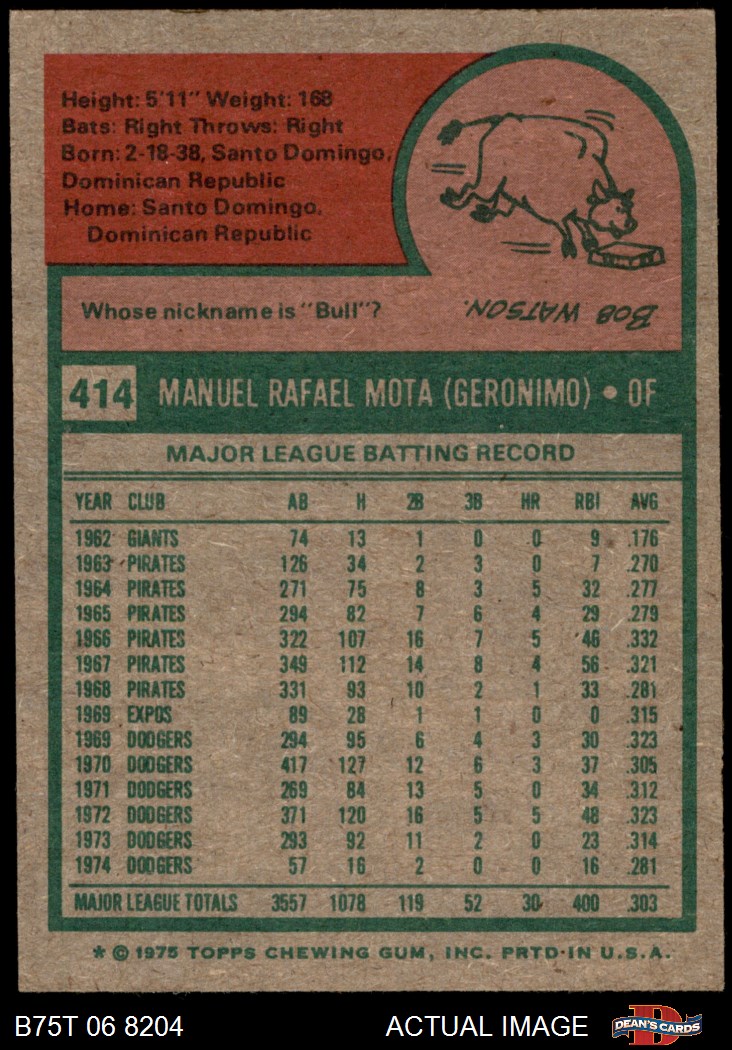 Height: 5'11" Weight: 168
Bats: Right Throws: Right
Born: 2-18-38, Santo Domingo,
Dominican Republic
Home: Santo Domingo,
Dominican Republic
Whose nickname is "Bull"?
BOB WATSON.
414 MANUEL RAFAEL MOTA (GERONIMO) • OF
MAJOR LEAGUE BATTING RECORD
YEAR CLUB AB H 2B 3B HR RBI AVG
1962 GIANTS 74 13 1 0 0 9 .176
1963 PIRATES 126 34 2 3 0 7 .270
1964 PIRATES 271 75 8 3 5 32 .277
1965 PIRATES 294 82 7 6 4 29 .279
1966 PIRATES 322 107 16 7 5 46 .332
1967 PIRATES 349 112 14 8 4 56 .321
1968 PIRATES 331 93 10 2 1 33 .281
1969 EXPOS 89 28 1 1 0 0 .315
1969 DODGERS 294 95 6 4 3 30 .323
1970 DODGERS 417 127 12 6 3 37 .305
1971 DODGERS 269 84 13 5 0 34 .312
1972 DODGERS 371 120 16 5 5 48 .323
1973 DODGERS 293 92 11 2 0 23 .314
1974 DODGERS 57 16 2 0 0 16 .281
MAJOR LEAGUE TOTALS 3557 1078 119 52 30 400 .303
* © 1975 TOPPS CHEWING GUM, INC. PRTD·IN U.S.A.
B75T 06 8204 ACTUAL IMAGE D DEAN'S CARDS